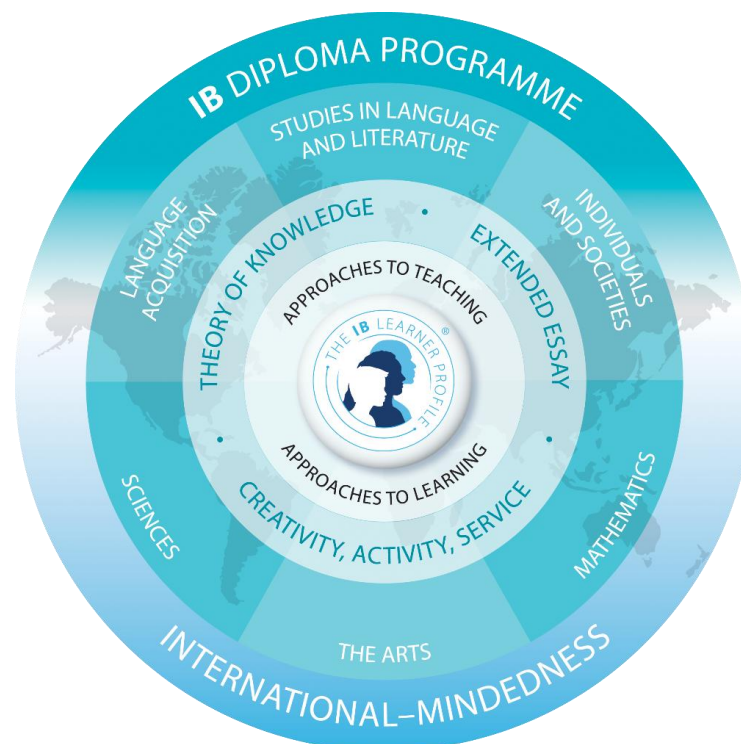 IB DIPLOMA PROGRAMME
STUDIES IN LANGUAGE
AND LITERATURE
LANGUAGE
ACQUISITION
INDIVIDUALS
AND SOCIETIES
THEORY OF KNOWLEDGE
•
EXTENDED ESSAY
APPROACHES TO TEACHING
THE IB LEARNER PROFILE
®
APPROACHES TO LEARNING
•
•
CREATIVITY, ACTIVITY, SERVICE
SCIENCES
MATHEMATICS
THE ARTS
INTERNATIONAL–MINDEDNESS